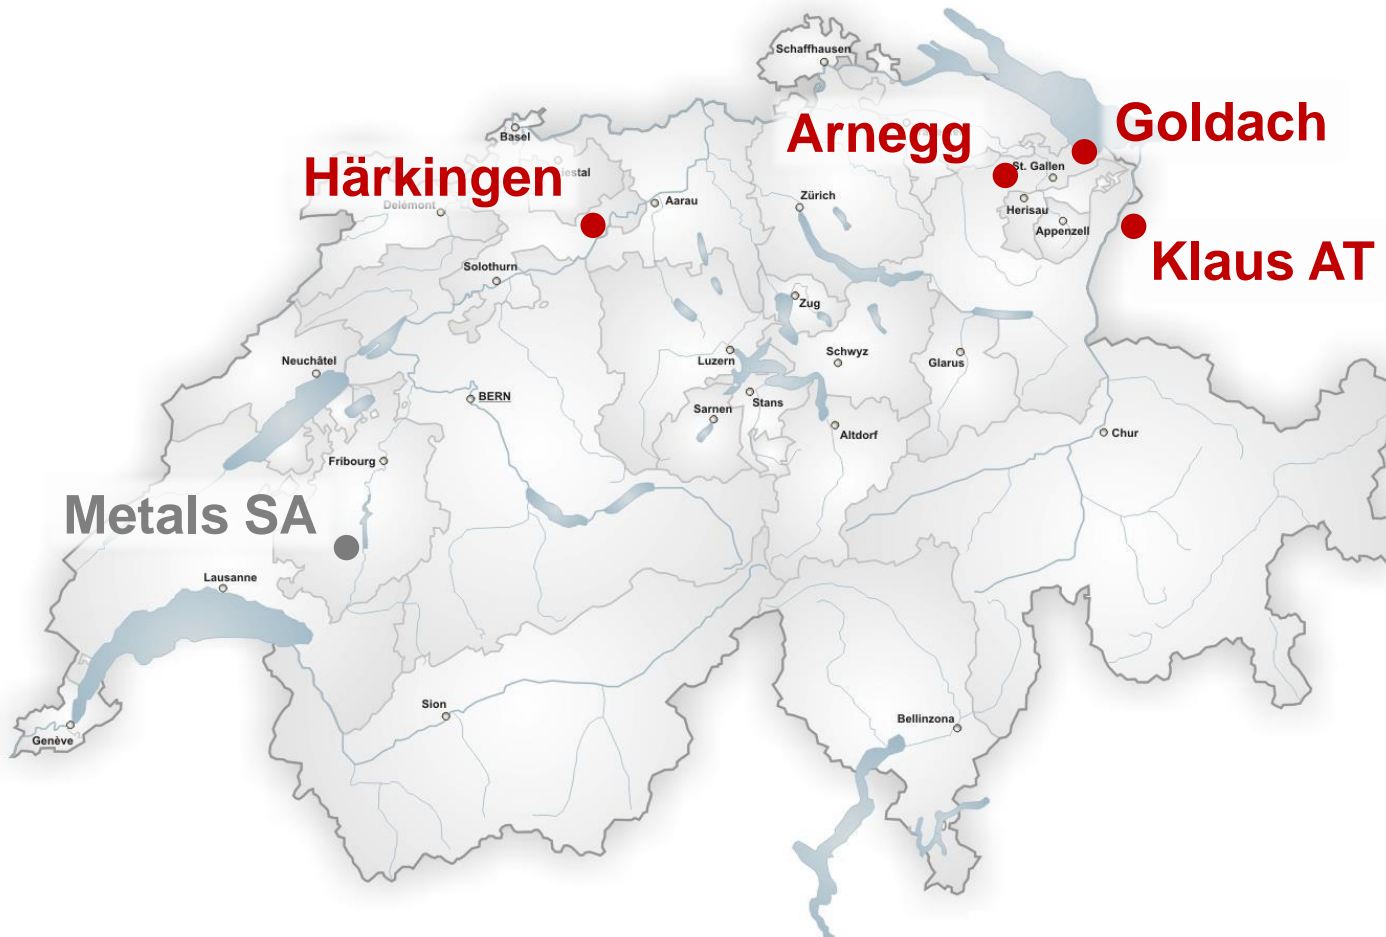 Schaffhausen
Goldach
Arnegg
Basel
Härkingen
St. Gallen
Delémont
Aarau
Zürich
Herisau
Appenzell
Klaus AT
Solothurn
Zug
Neuchâtel
Luzern
Schwyz
Glarus
BERN
Sarnen
Stans
Altdorf
Chur
Fribourg
Metals SA
Lausanne
Sion
Bellinzona
Genève